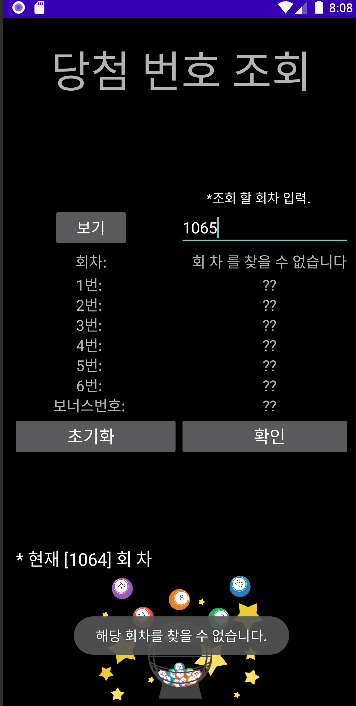 8:08
당첨 번호 조회
*조회 할 회차 입력.
보기 1065
회차: 회 차 를 찾을 수 없습니다
1번: ??
2번: ??
3번: ??
4번: ??
5번: ??
6번: ??
보너스번호: ??
초기화 확인
* 현재 [1064] 회 차
해당 회차를 찾을 수 없습니다.